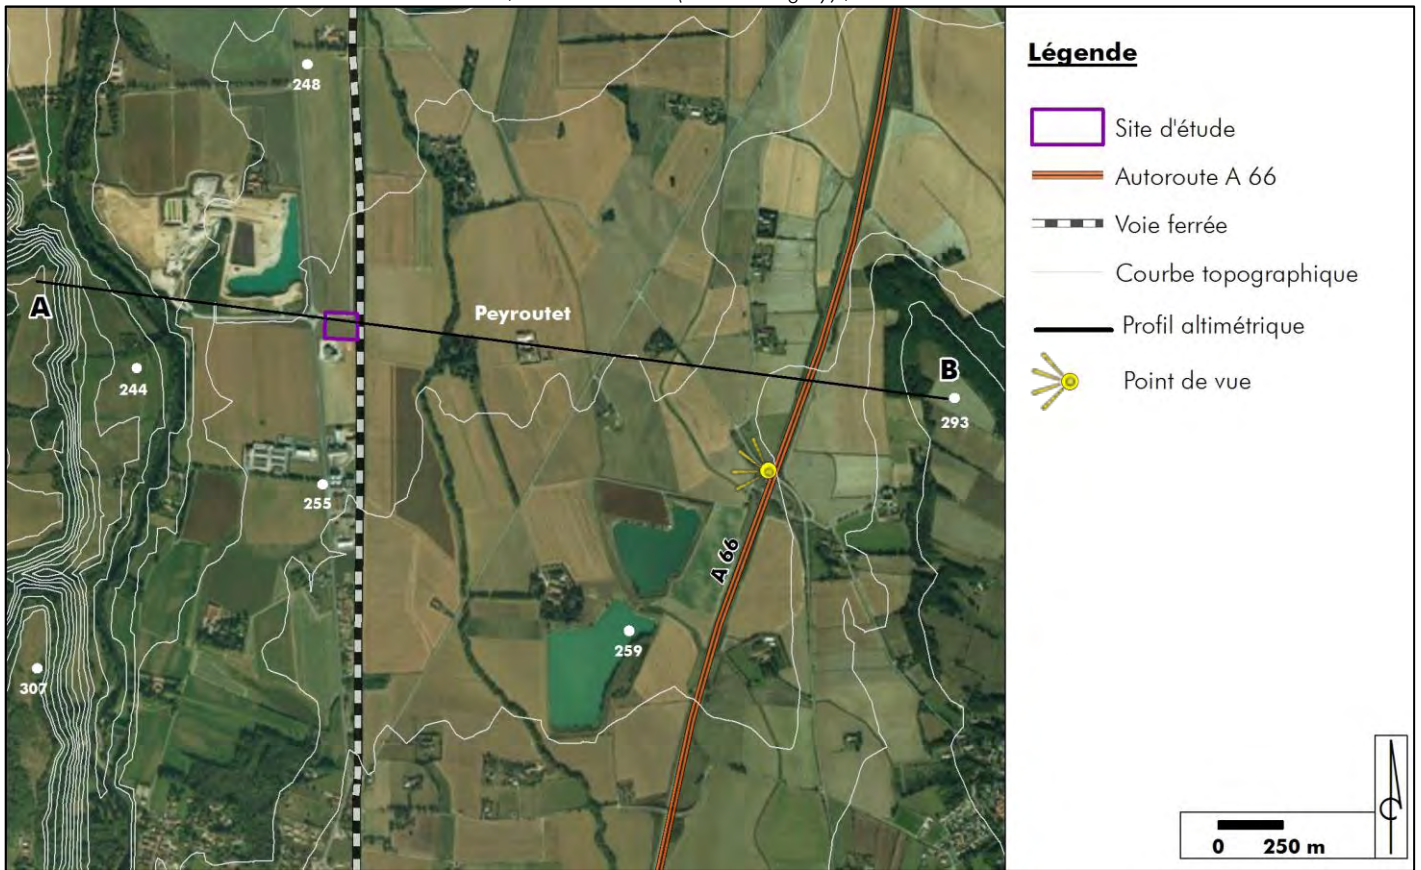 Légende
Site d'étude
Autoroute A 66
Voie ferrée
Courbe topographique
Profil altimétrique
Point de vue
248
A
Peyroutet
244
B
293
255
A 66
259
307
0 250 m